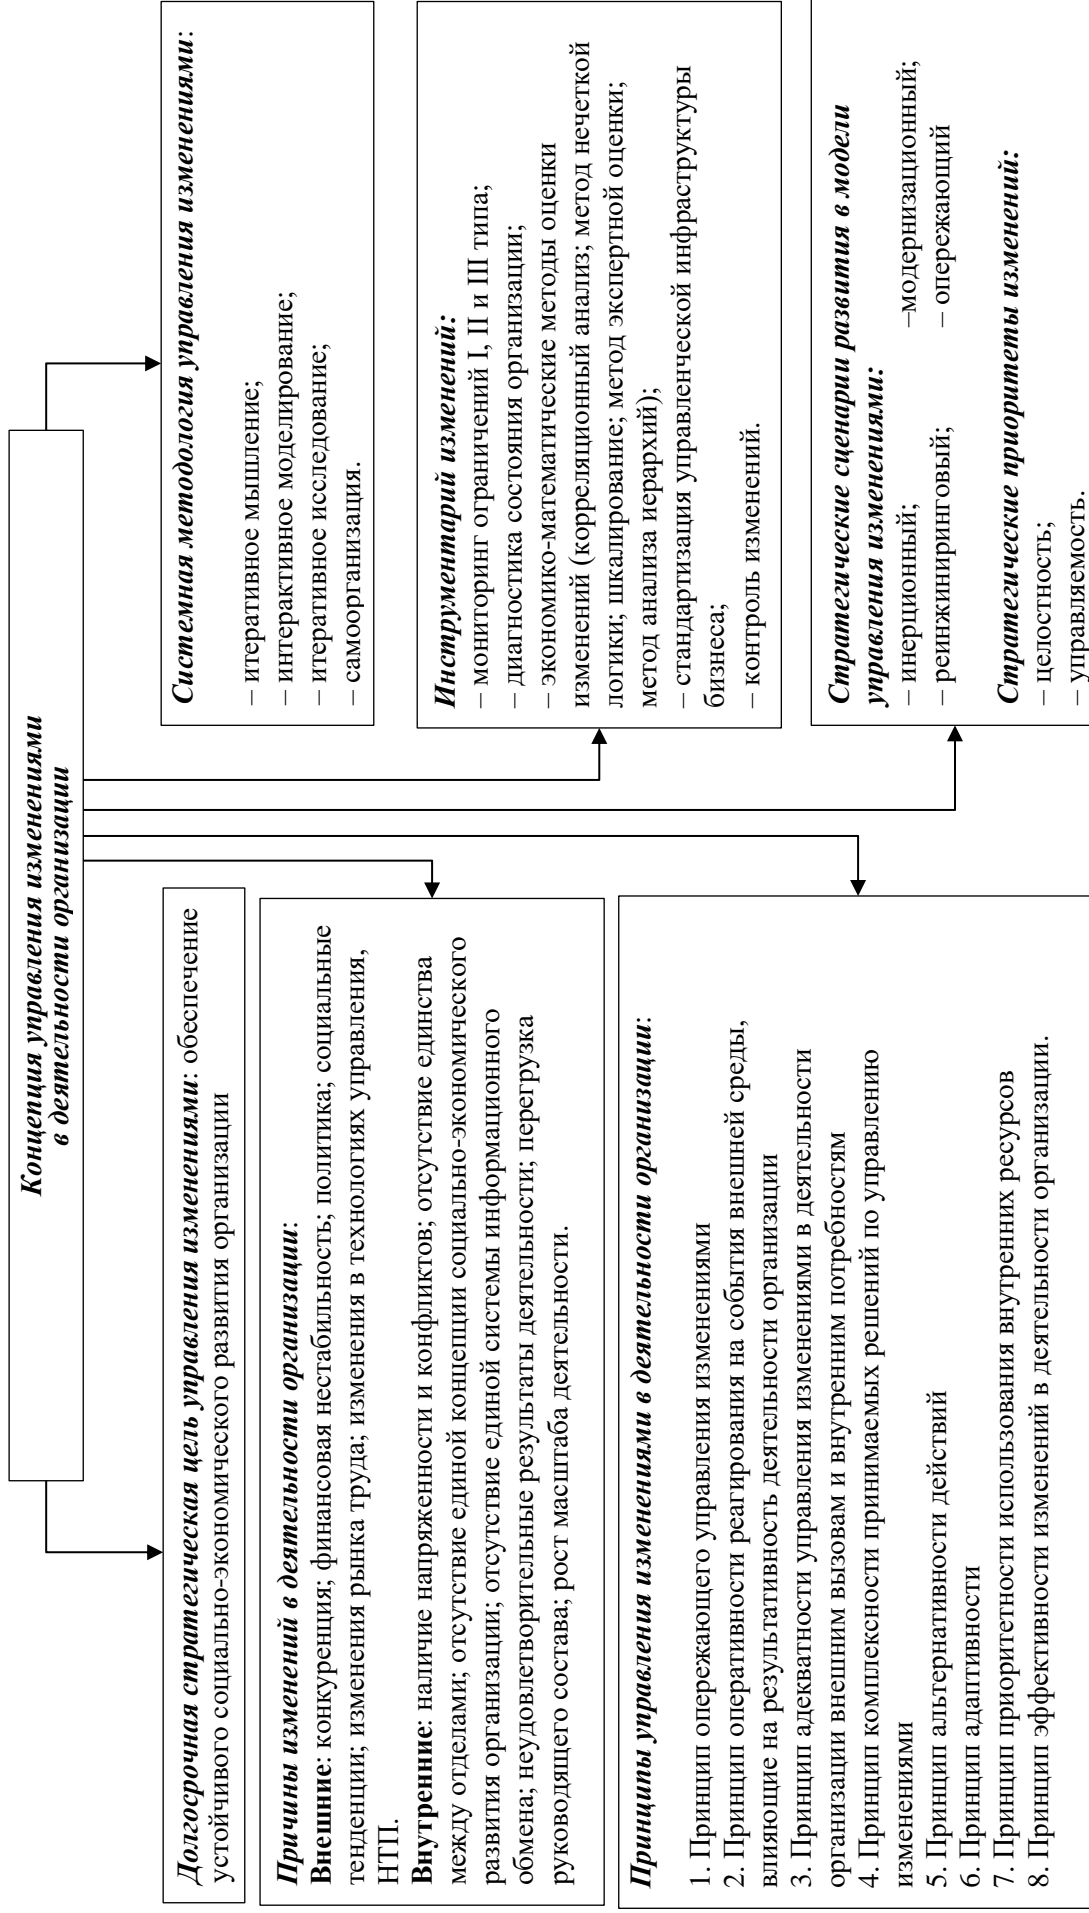 Концепция управления изменениями
в деятельности организации
Долгосрочная стратегическая цель управления изменениями: обеспечение
устойчивого социально-экономического развития организации
Причины изменений в деятельности организации:
Внешние: конкуренция; финансовая нестабильность; политика; социальные
тенденции; изменения рынка труда; изменения в технологиях управления,
НТП.
Внутренние: наличие напряженности и конфликтов; отсутствие единства
между отделами; отсутствие единой концепции социально-экономического
развития организации; отсутствие единой системы информационного
обмена; неудовлетворительные результаты деятельности; перегрузка
руководящего состава; рост масштаба деятельности.
Принципы управления изменениями в деятельности организации:
1. Принцип опережающего управления изменениями
2. Принцип оперативности реагирования на события внешней среды,
влияющие на результативность деятельности организации
3. Принцип адекватности управления изменениями в деятельности
организации внешним вызовам и внутренним потребностям
4. Принцип комплексности принимаемых решений по управлению
изменениями
5. Принцип альтернативности действий
6. Принцип адаптивности
7. Принцип приоритетности использования внутренних ресурсов
8. Принцип эффективности изменений в деятельности организации.
Системная методология управления изменениями:
– итеративное мышление;
– интерактивное моделирование;
– итеративное исследование;
– самоорганизация.
Инструментарий изменений:
– мониторинг ограничений I, II и III типа;
– диагностика состояния организации;
– экономико-математические методы оценки
изменений (корреляционный анализ; метод нечеткой
логики; шкалирование; метод экспертной оценки;
метод анализа иерархий);
– стандартизация управленческой инфраструктуры
бизнеса;
– контроль изменений.
Стратегические сценарии развития в модели
управления изменениями:
– инерционный; –модернизационный;
– реинжиниринговый; – опережающий
Стратегические приоритеты изменений:
– целостность;
– управляемость.